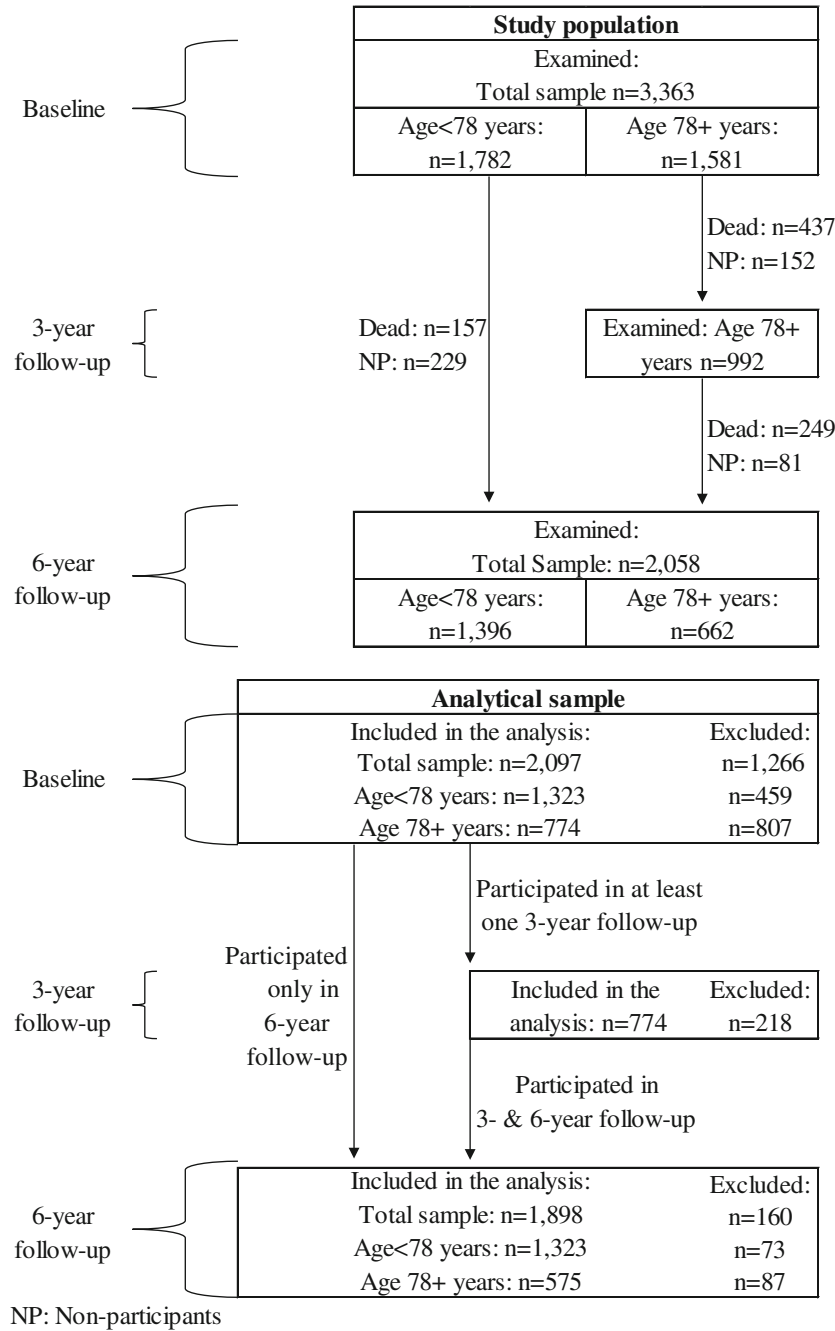 Study population
Examined:
Total sample n=3,363
Baseline
Age<78 years:
n=1,782
Age 78+ years:
n=1,581
Dead: n=437
NP: n=152
3-year
follow-up
Dead: n=157
NP: n=229
Examined: Age 78+
years n=992
Dead: n=249
NP: n=81
6-year
follow-up
Examined:
Total Sample: n=2,058
Age<78 years:
n=1,396
Age 78+ years:
n=662
Analytical sample
Baseline
Included in the analysis: Excluded:
Total sample: n=2,097 n=1,266
Age<78 years: n=1,323 n=459
Age 78+ years: n=774 n=807
Participated in at least
one 3-year follow-up
Participated
only in
6-year
follow-up
3-year
follow-up
Included in the Excluded:
analysis: n=774 n=218
Participated in
3- & 6-year follow-up
6-year
follow-up
Included in the analysis: Excluded:
Total sample: n=1,898 n=160
Age<78 years: n=1,323 n=73
Age 78+ years: n=575 n=87
NP: Non-participants